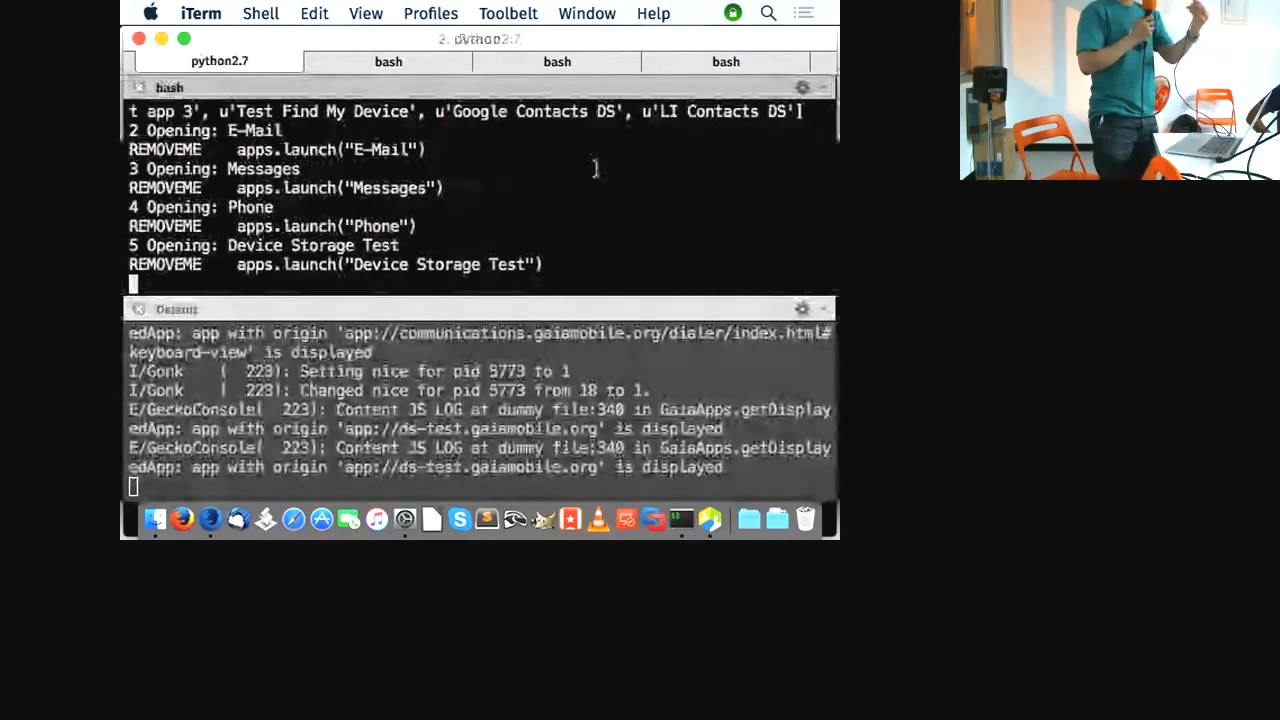 iTerm Shell Edit View Profiles Toolbelt Window Help
2. python2.7
python2.7 bash bash bash
bash
t app 3', u'Test Find My Device', u'Google Contacts DS', u'LI Contacts DS']
2 Opening: E-Mail
REMOVEME    apps.launch("E-Mail")
3 Opening: Messages
REMOVEME    apps.launch("Messages")
4 Opening: Phone
REMOVEME    apps.launch("Phone")
5 Opening: Device Storage Test
REMOVEME    apps.launch("Device Storage Test")
Default
edApp: app with origin 'app://communications.gaiamobile.org/dialer/index.html#
keyboard-view' is displayed
I/Gonk    (  223): Setting nice for pid 5773 to 1
I/Gonk    (  223): Changed nice for pid 5773 from 18 to 1.
E/GeckoConsole(  223): Content JS LOG at dummy file:340 in GaiaApps.getDisplay
edApp: app with origin 'app://ds-test.gaiamobile.org' is displayed
E/GeckoConsole(  223): Content JS LOG at dummy file:340 in GaiaApps.getDisplay
edApp: app with origin 'app://ds-test.gaiamobile.org' is displayed